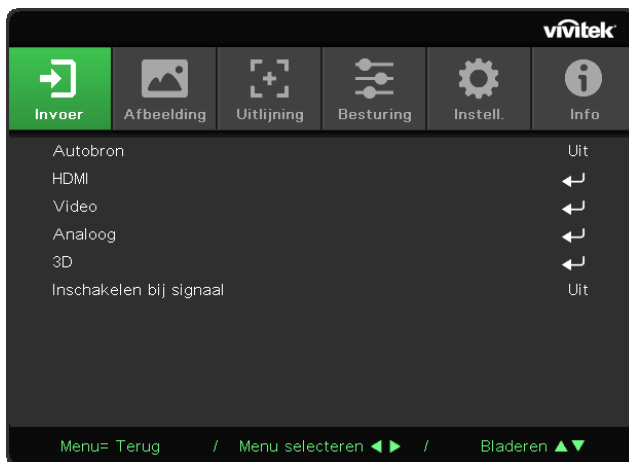 vivitek
Invoer Afbeelding Uitlijning Besturing Instell. Info
Autobron Uit
HDMI
Video
Analoog
3D
Inschakelen bij signaal Uit
Menu= Terug / Menu selecteren ◀ ▶ / Bladeren ▲▼